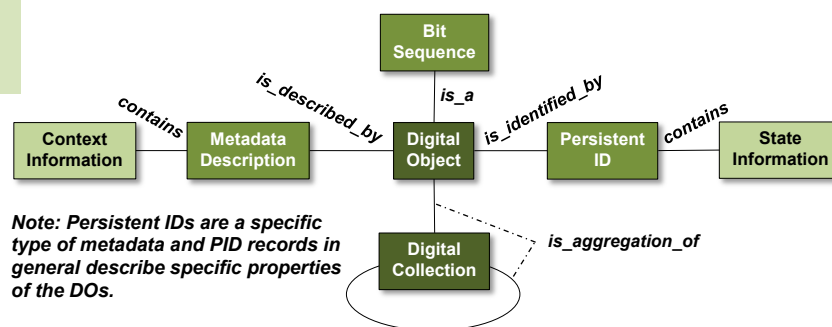 Bit
Sequence
is_a
is_described_by
is_identified_by
contains
contains
Context
Information
Metadata
Description
Digital
Object
Persistent
ID
State
Information
Note: Persistent IDs are a specific
type of metadata and PID records in
general describe specific properties
of the DOs.
Digital
Collection
is_aggregation_of